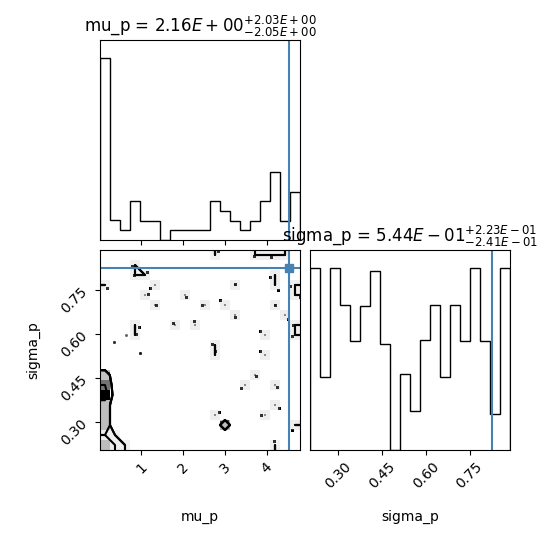 mu_p = 2.16E + 00+2.03E+00−2.05E+00
sigma_p = 5.44E − 01+2.23E−01−2.41E−01
sigma_p
0.75
0.60
0.45
0.30
1 2 3 4
0.30 0.45 0.60 0.75
mu_p
sigma_p